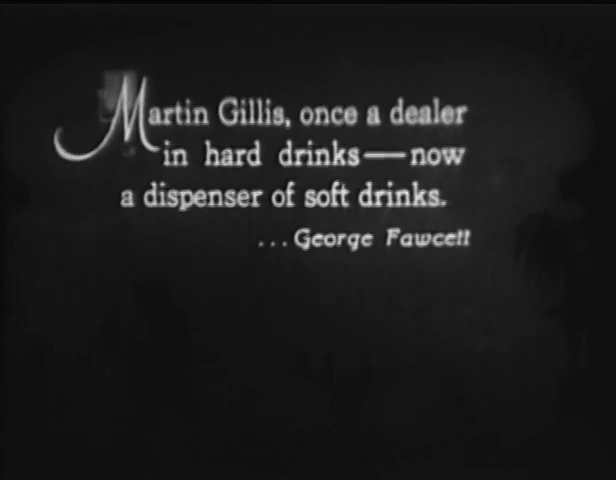 Martin Gillis, once a dealer
in hard drinks—now
a dispenser of soft drinks.
...George Fawcett